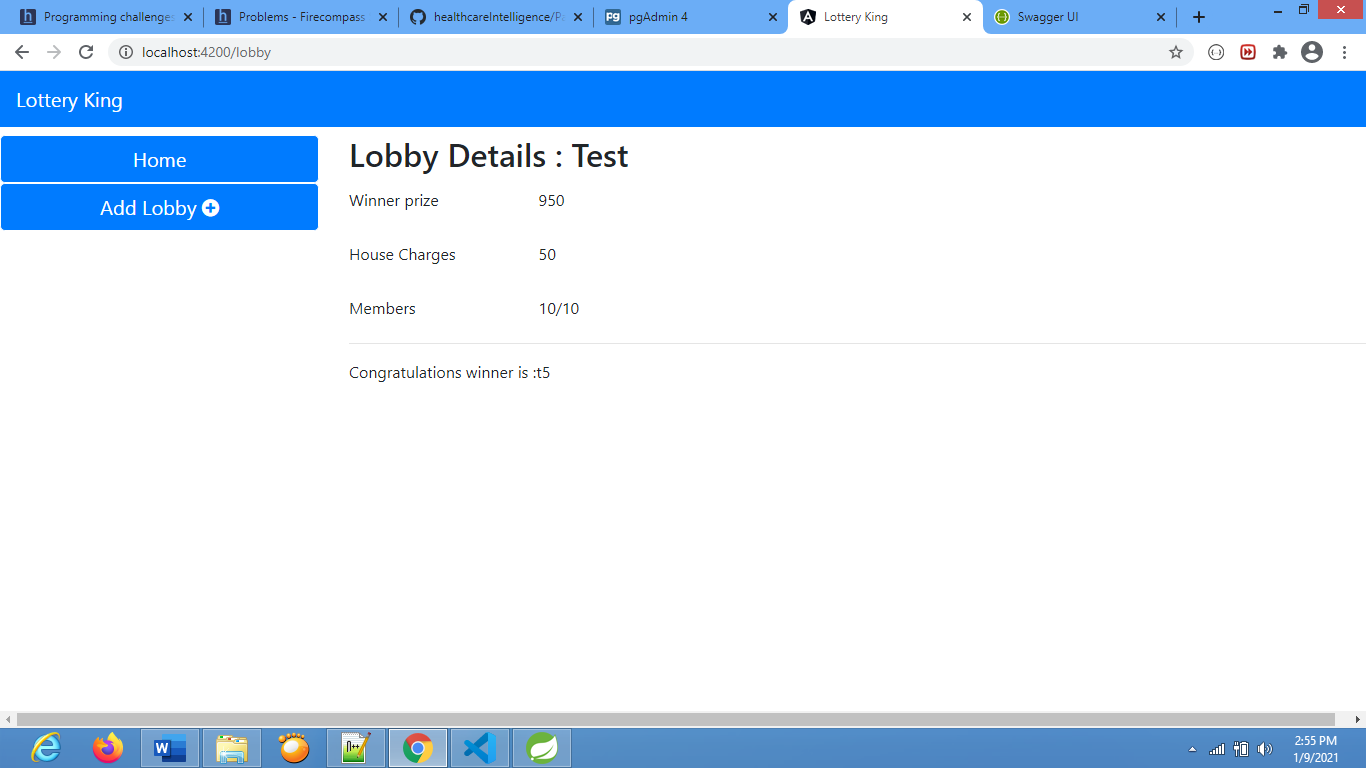 Programming challenges
Problems - Firecompass
healthcareIntelligence/Pa
pgAdmin 4
Lottery King
Swagger UI
localhost:4200/lobby
Lottery King
Home
Add Lobby
Lobby Details : Test
Winner prize 950
House Charges 50
Members 10/10
Congratulations winner is :t5
2:55 PM
1/9/2021